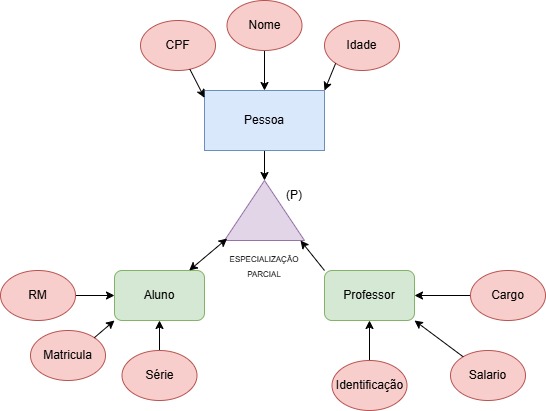 Nome
CPF
Idade
Pessoa
(P)
ESPECIALIZAÇÃO
PARCIAL
RM
Aluno
Professor
Cargo
Matricula
Série
Identificação
Salario